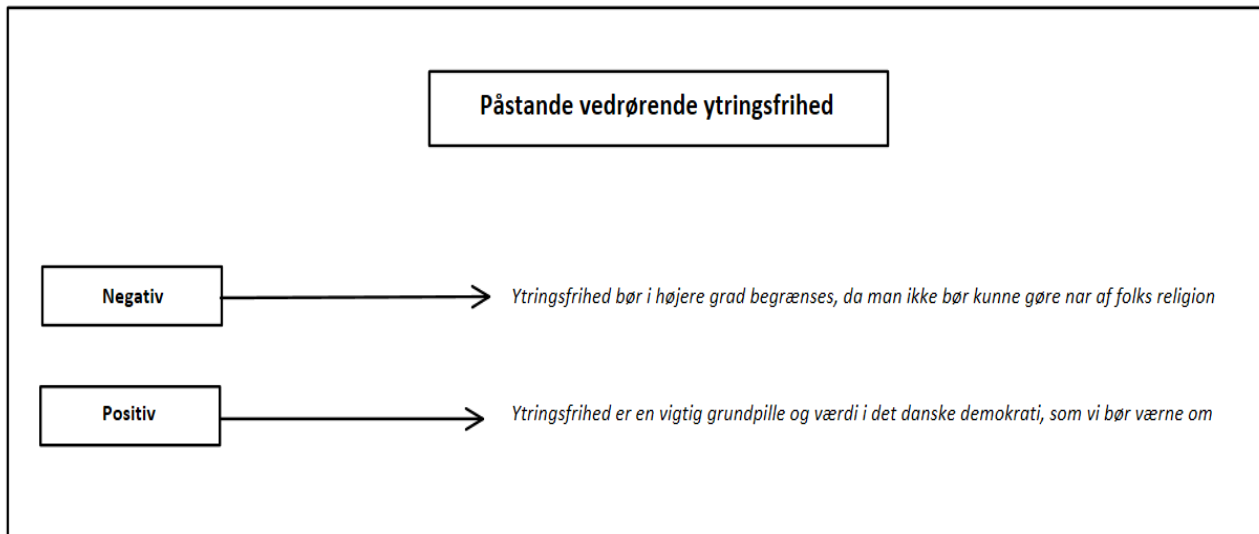 Påstande vedrørende ytringsfrihed
Negativ
Ytringsfrihed bør i højere grad begrænses, da man ikke bør kunne gøre nar af folks religion
Positiv
Ytringsfrihed er en vigtig grundpille og værdi i det danske demokrati, som vi bør værne om